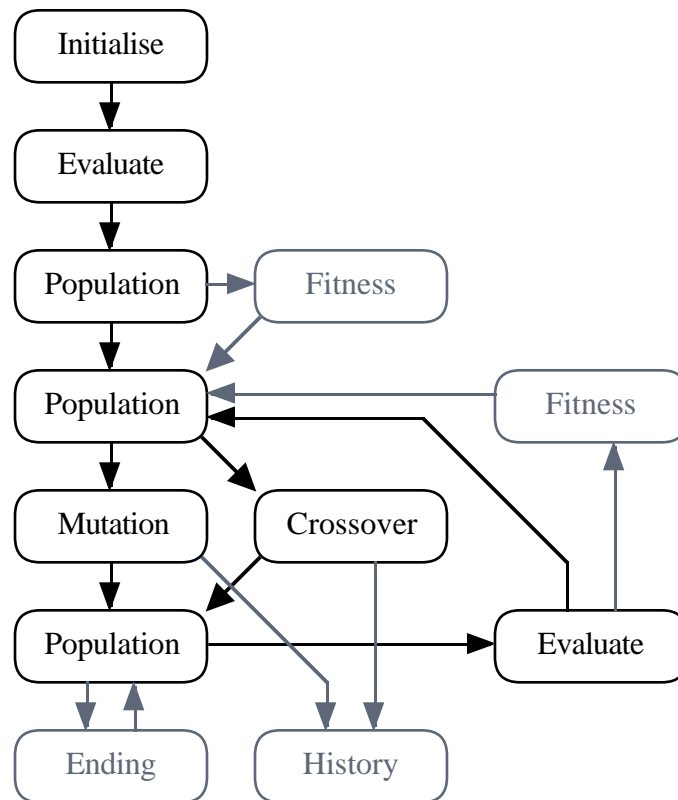 Initialise
Evaluate
Population
Fitness
Population
Fitness
Mutation
Crossover
Population
Evaluate
Ending
History